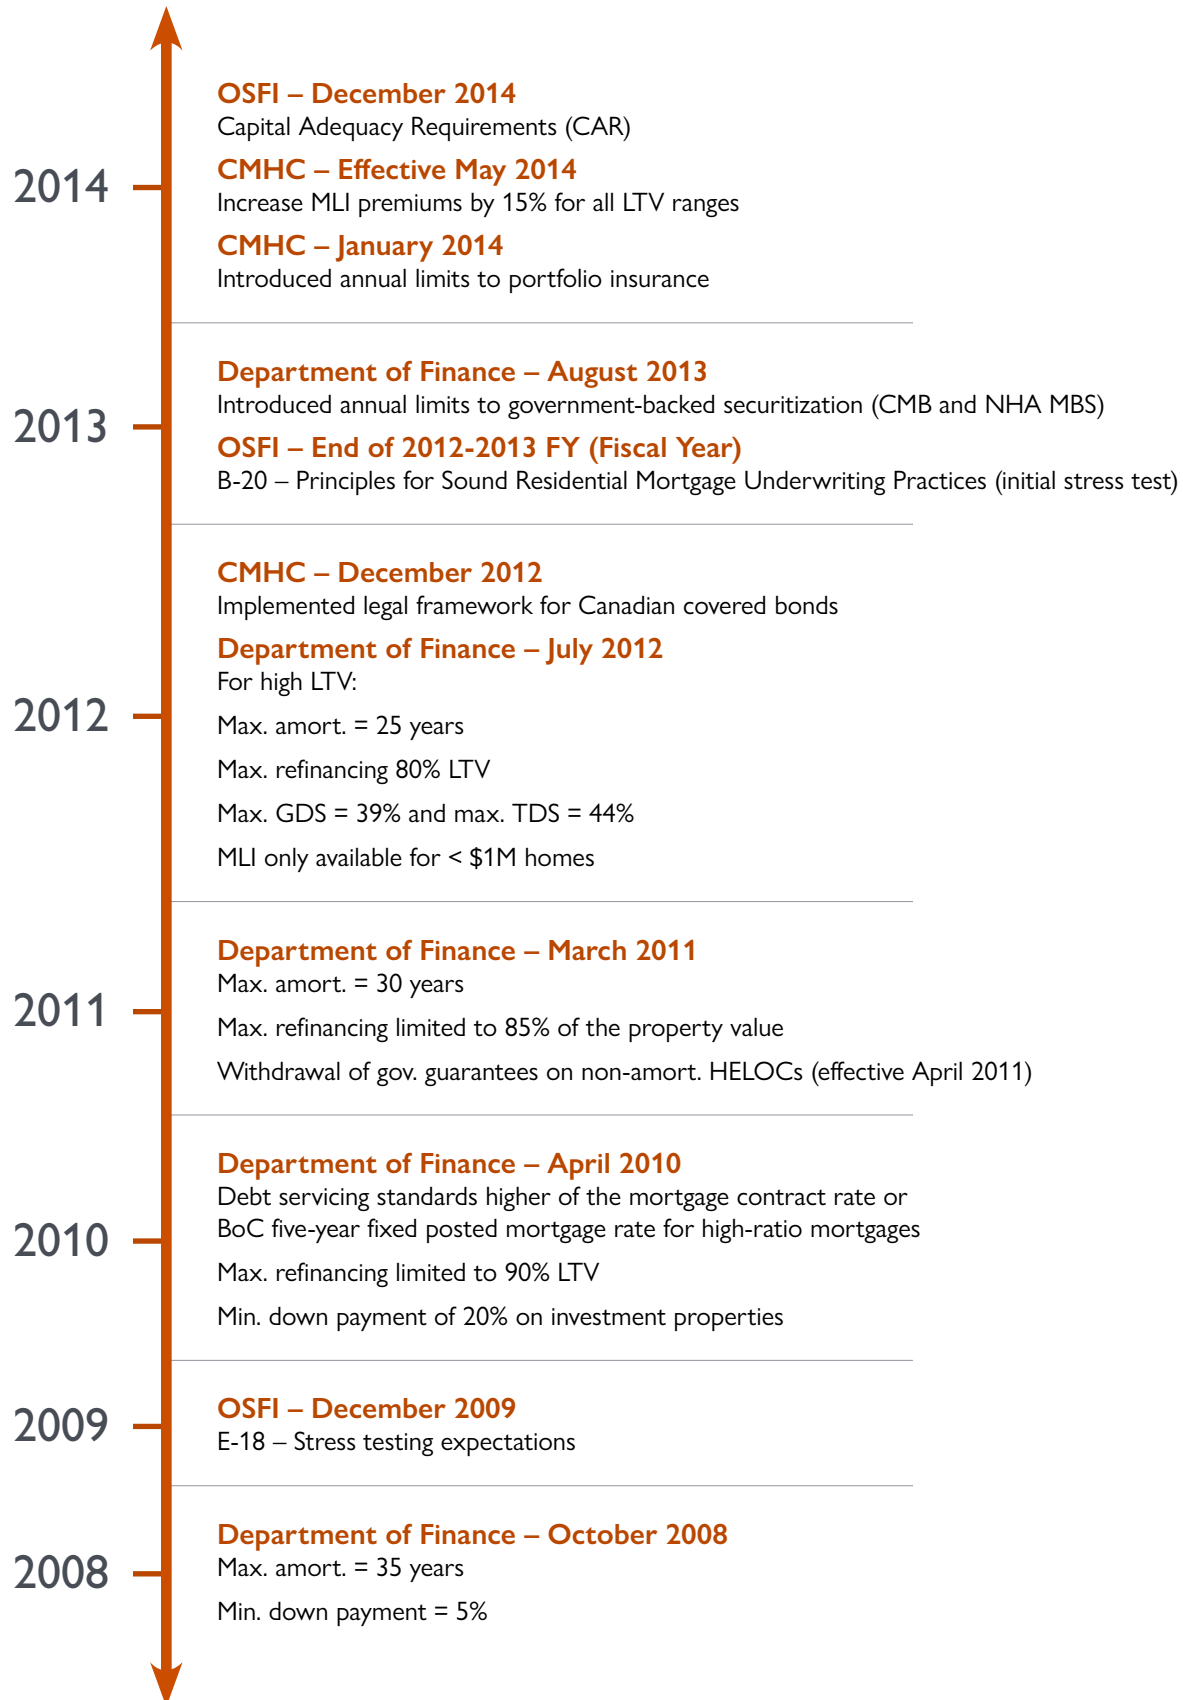 2014
OSFI – December 2014
Capital Adequacy Requirements (CAR)
CMHC – Effective May 2014
Increase MLI premiums by 15% for all LTV ranges
CMHC – January 2014
Introduced annual limits to portfolio insurance
2013
Department of Finance – August 2013
Introduced annual limits to government-backed securitization (CMB and NHA MBS)
OSFI – End of 2012-2013 FY (Fiscal Year)
B-20 – Principles for Sound Residential Mortgage Underwriting Practices (initial stress test)
2012
CMHC – December 2012
Implemented legal framework for Canadian covered bonds
Department of Finance – July 2012
For high LTV:
Max. amort. = 25 years
Max. refinancing 80% LTV
Max. GDS = 39% and max. TDS = 44%
MLI only available for < $1M homes
2011
Department of Finance – March 2011
Max. amort. = 30 years
Max. refinancing limited to 85% of the property value
Withdrawal of gov. guarantees on non-amort. HELOCs (effective April 2011)
2010
Department of Finance – April 2010
Debt servicing standards higher of the mortgage contract rate or
BoC five-year fixed posted mortgage rate for high-ratio mortgages
Max. refinancing limited to 90% LTV
Min. down payment of 20% on investment properties
2009
OSFI – December 2009
E-18 – Stress testing expectations
2008
Department of Finance – October 2008
Max. amort. = 35 years
Min. down payment = 5%